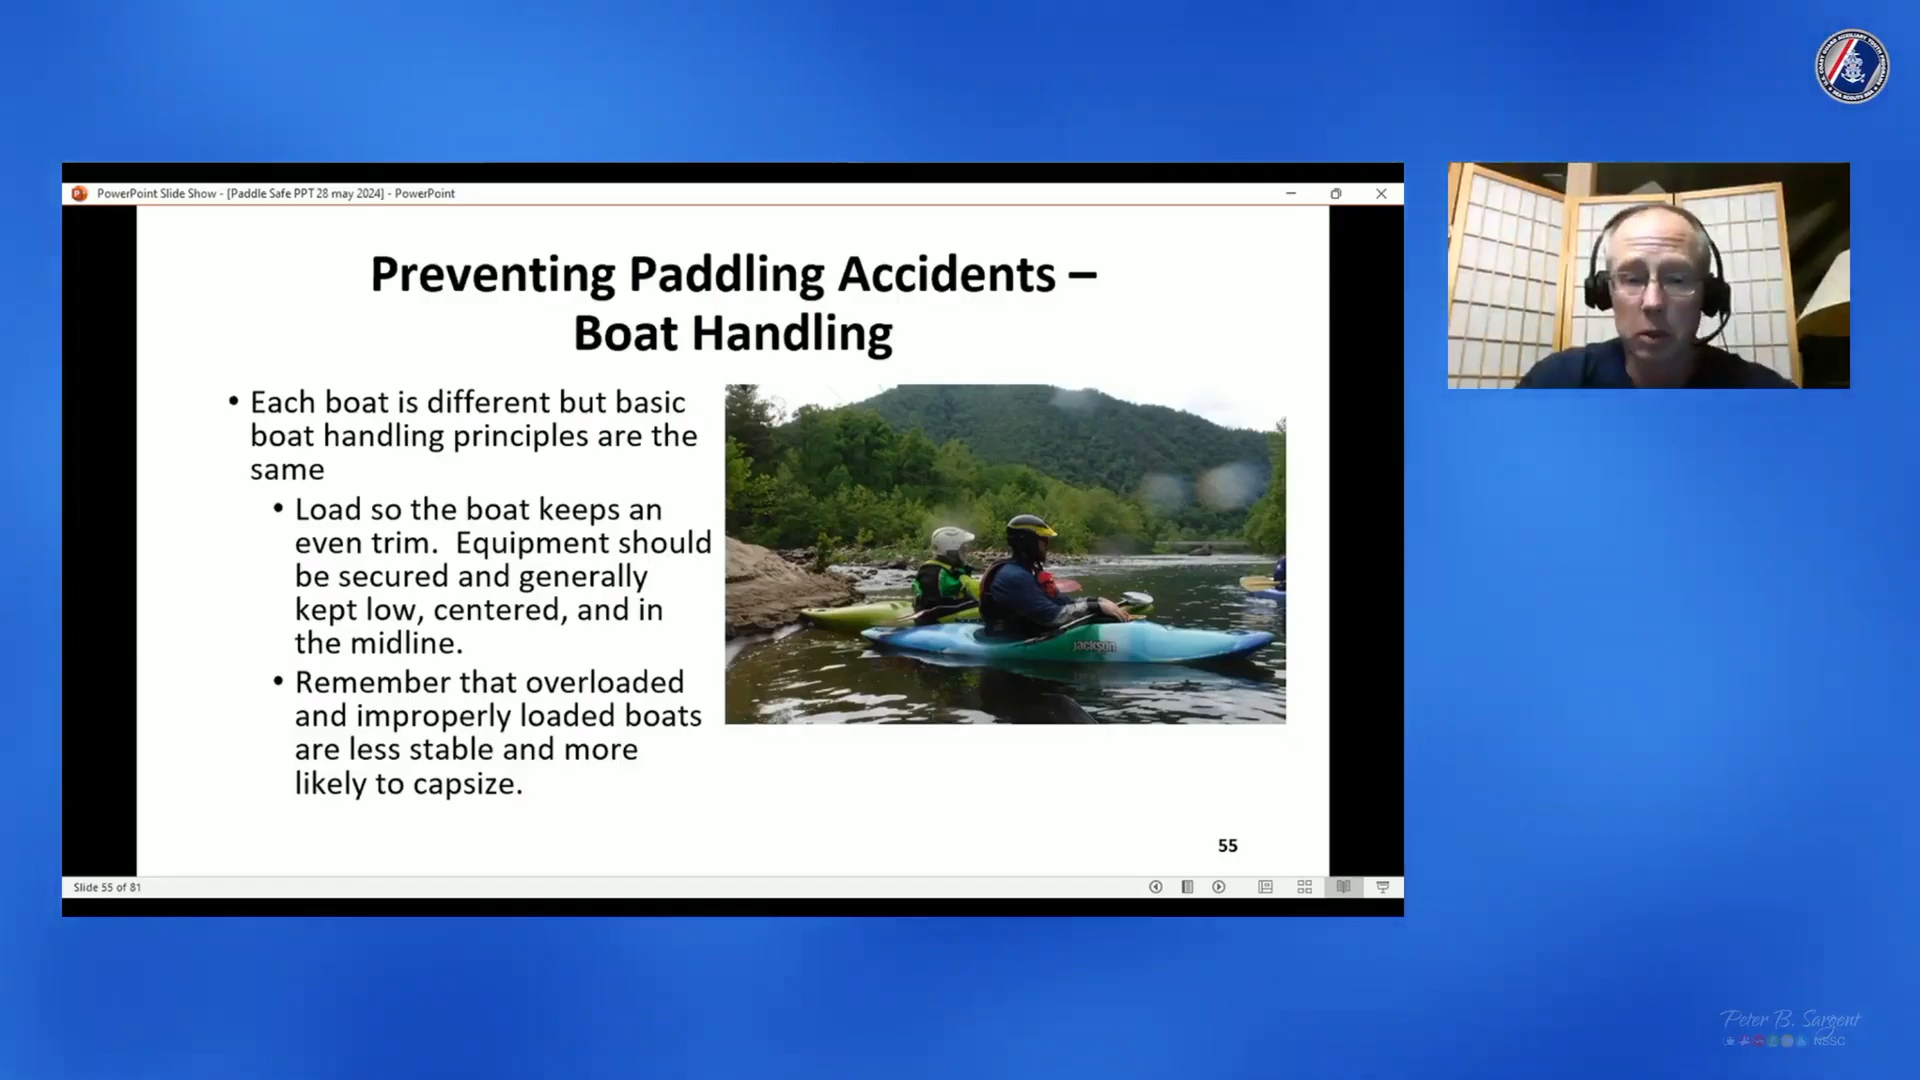 PowerPoint Slide Show - [Paddle Safe PPT 28 may 2024] - PowerPoint
Preventing Paddling Accidents –
Boat Handling
• Each boat is different but basic
boat handling principles are the
same
• Load so the boat keeps an
even trim.  Equipment should
be secured and generally
kept low, centered, and in
the midline.
• Remember that overloaded
and improperly loaded boats
are less stable and more
likely to capsize.
Jackson
55
Slide 55 of 81
Peter B. Sargent
NSSC